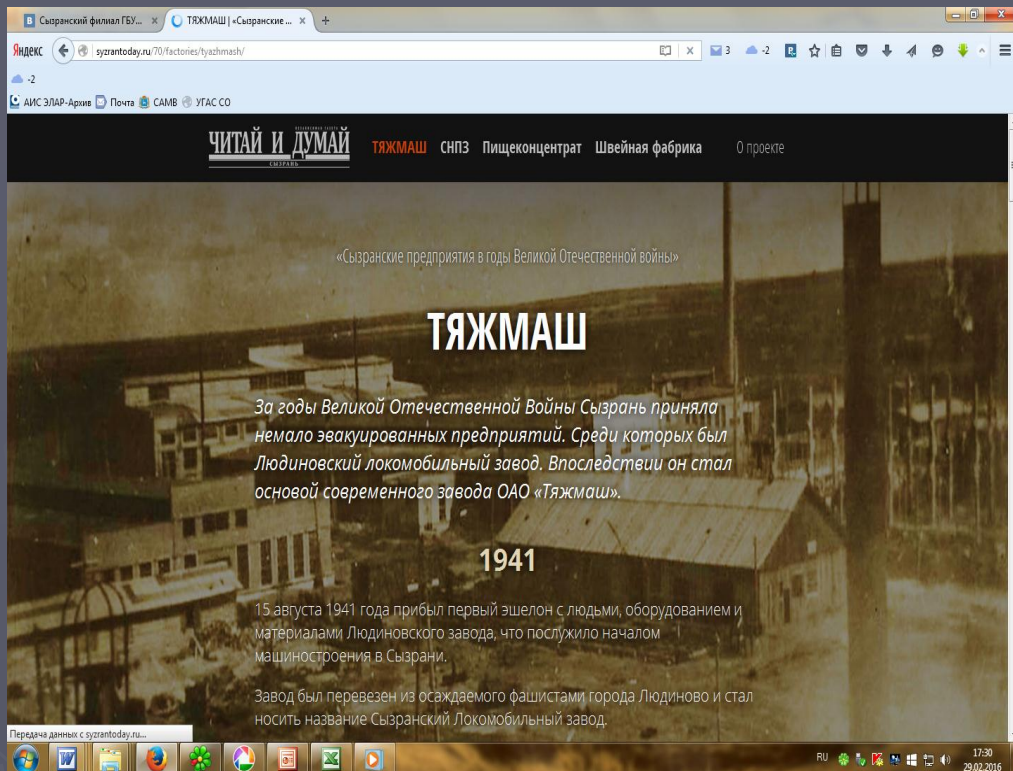 Сызранский филиал ГБУ...
ТЯЖМАШ | «Сызранские ...
Яндекс
syzrantoday.ru/70/factories/tyazhmash/
3
-2
-2
АИС ЭЛАР-Архив
Почта
САМВ
УГАС СО
ЧИТАЙ И ДУМАЙ
СЫЗРАНЬ
ТЯЖМАШ
СНПЗ
Пищеконцентрат
Швейная фабрика
О проекте
«Сызранские предприятия в годы Великой Отечественной войны»
ТЯЖМАШ
За годы Великой Отечественной Войны Сызрань приняла
немало эвакуированных предприятий. Среди которых был
Людиновский локомобильный завод. Впоследствии он стал
основой современного завода ОАО «Тяжмаш».
1941
15 августа 1941 года прибыл первый эшелон с людьми, оборудованием и
материалами Людиновского завода, что послужило началом
машиностроения в Сызрани.
Завод был перевезен из осаждаемого фашистами города Людиново и стал
носить название Сызранский Локомобильный завод.
Передача данных с syzrantoday.ru...
RU
17:30
29.02.2016